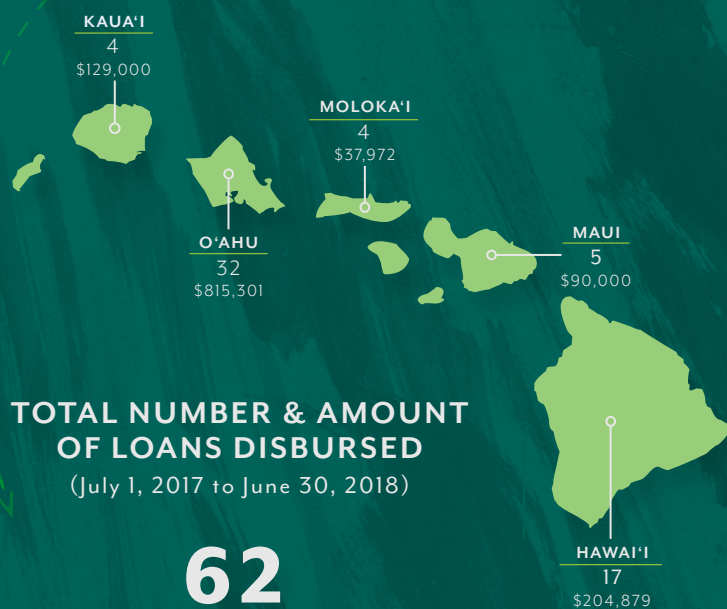 KAUAʻI
4
$129,000
MOLOKAʻI
4
$37,972
OʻAHU
32
$815,301
MAUI
5
$90,000
TOTAL NUMBER & AMOUNT
OF LOANS DISBURSED
(July 1, 2017 to June 30, 2018)
62
HAWAIʻI
17
$204,879